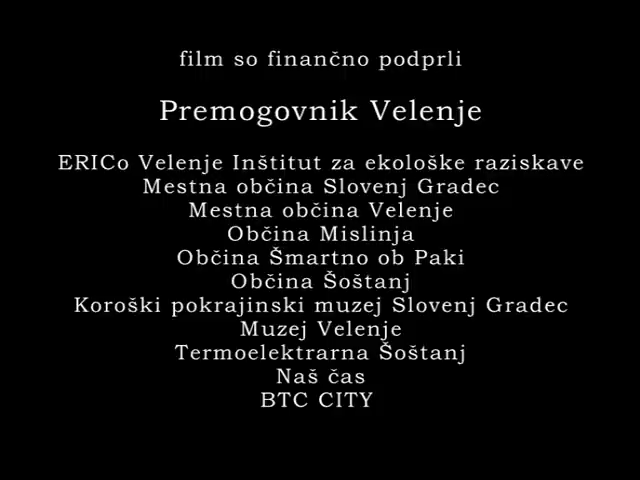 film so finančno podprli
Premogovnik Velenje
ERICo Velenje Inštitut za ekološke raziskave
Mestna občina Slovenj Gradec
Mestna občina Velenje
Občina Mislinja
Občina Šmartno ob Paki
Občina Šoštanj
Koroški pokrajinski muzej Slovenj Gradec
Muzej Velenje
Termoelektrarna Šoštanj
Naš čas
BTC CITY